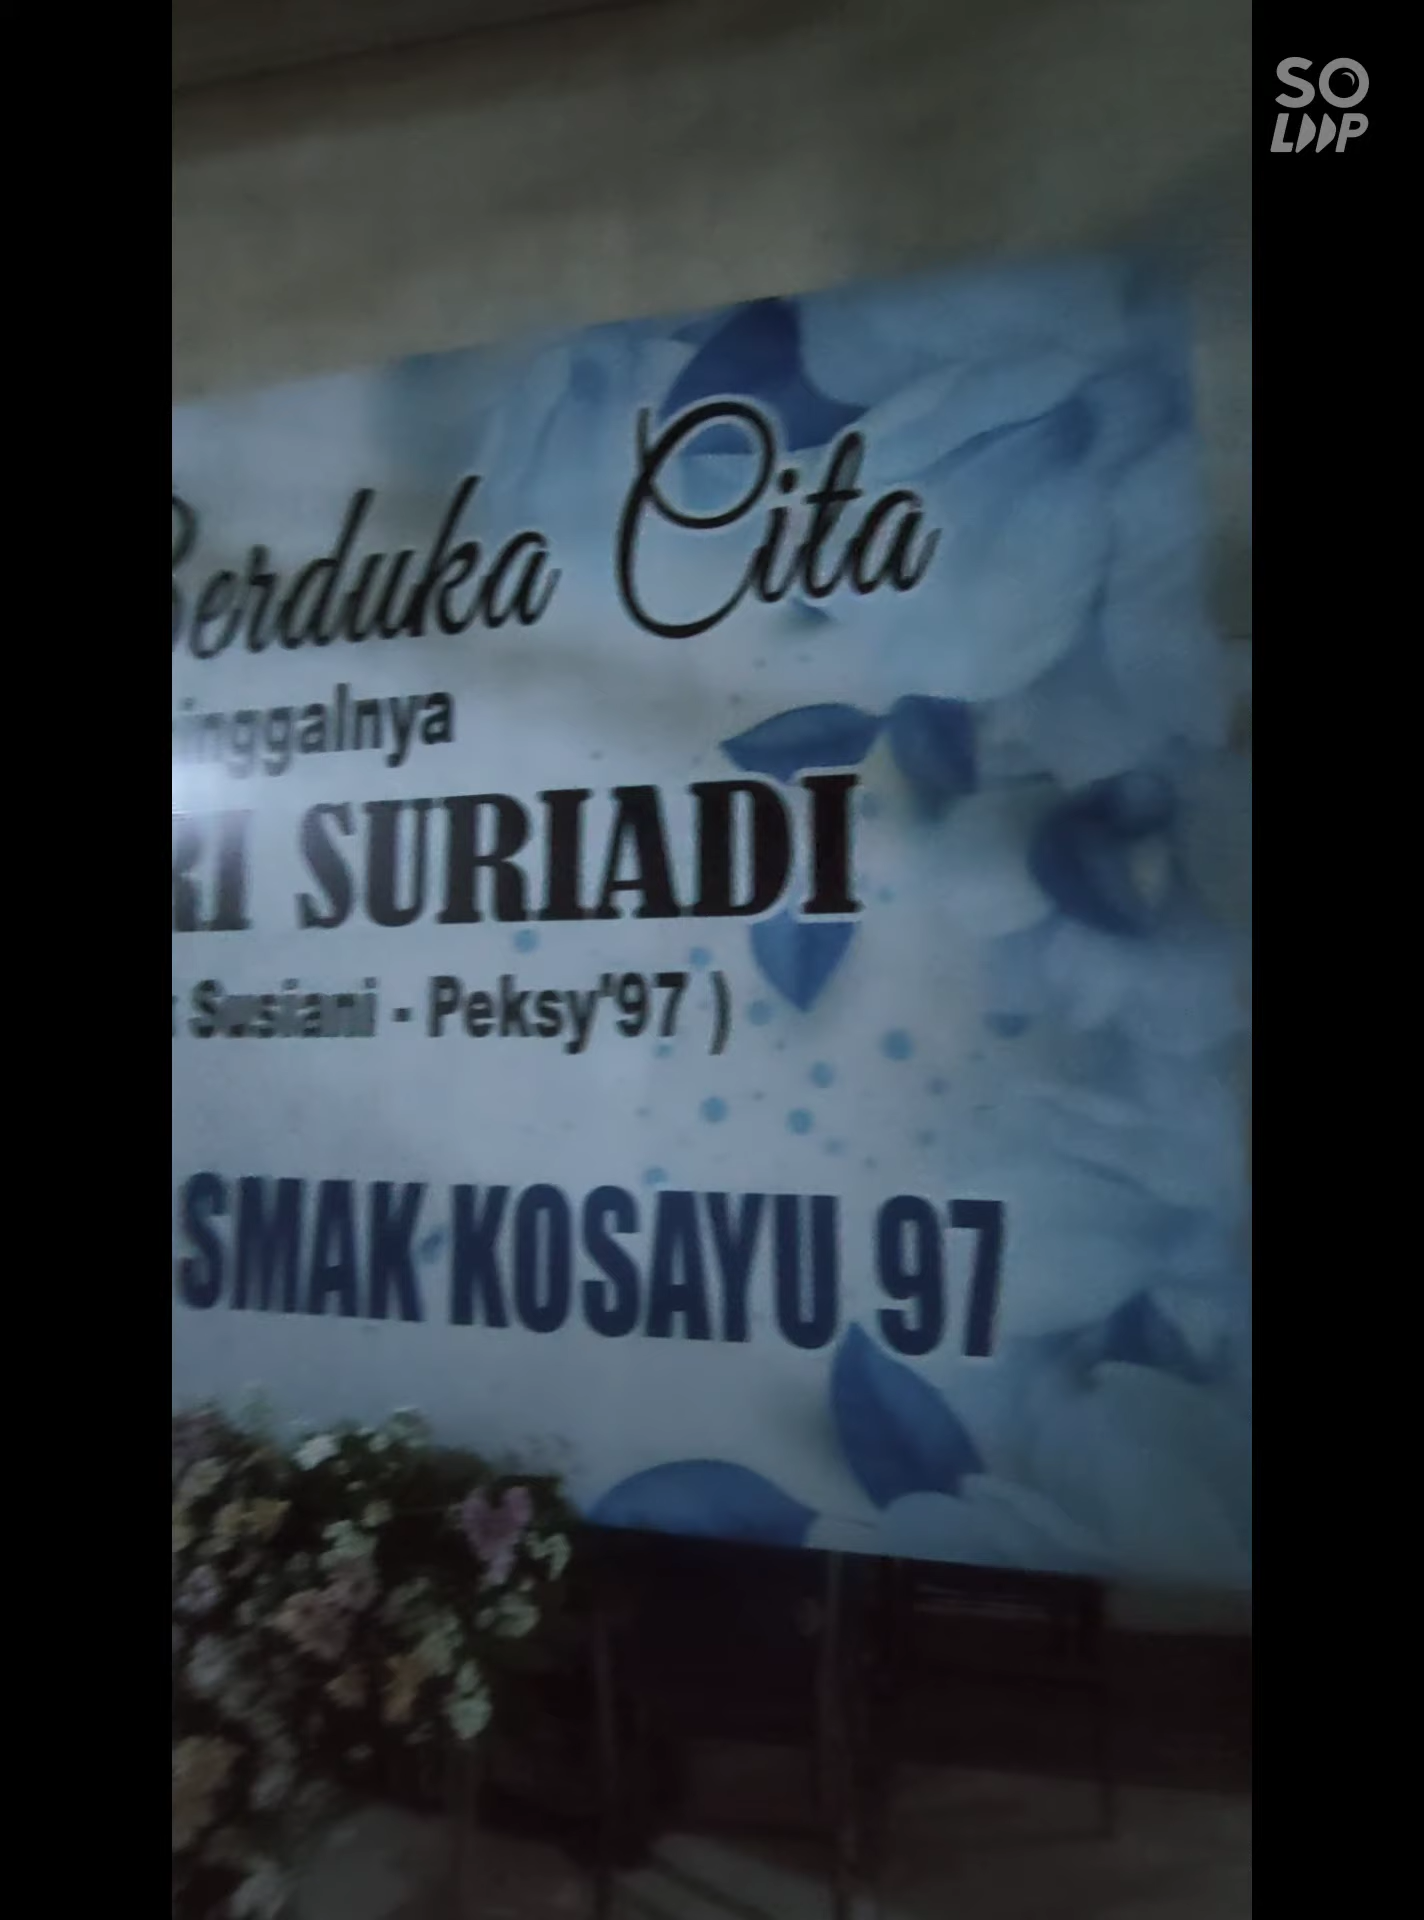 SO
LOOP
Berduka Cita
inggalnya
RI SURIADI
: Susiani - Peksy'97 )
SMAK KOSAYU 97